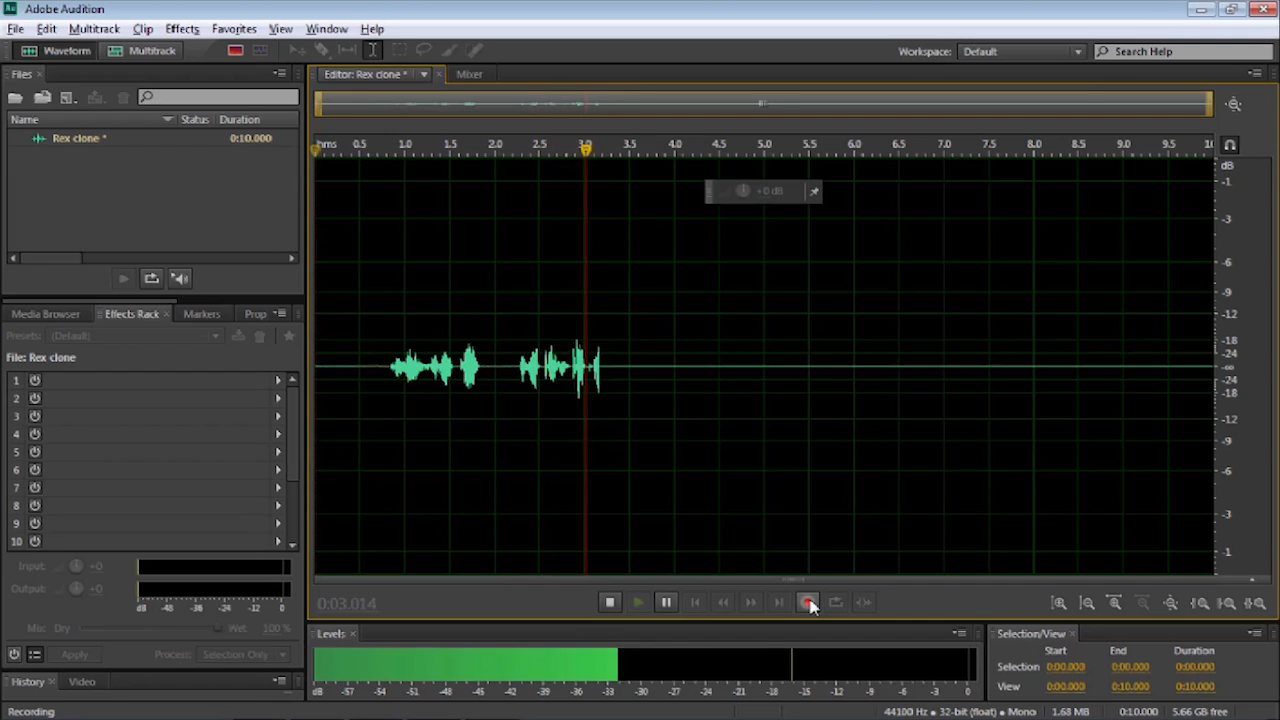 Au Adobe Audition
File Edit Multitrack Clip Effects Favorites View Window Help
Waveform Multitrack Workspace: Default Search Help
Files Editor: Rex clone * Mixer
Name Status Duration
Rex clone * 0:10.000
hms 1.0 1.5 2.0 2.5 3.0 3.5 4.0 4.5 5.0 5.5 6.0 6.5 7.0 7.5 8.0 8.5 9.0 9.5 10
dB
-1
+0 dB
-3
-6
-9
-12
-18
-24
-∞
-24
-18
-12
-9
-6
-3
-1
Media Browser Effects Rack Markers Prop
Presets: (Default)
File: Rex clone
1
2
3
4
5
6
7
8
9
10
Input: +0
Output: +0
dB -48 -36 -24 -12 0
Mix: Dry Wet 100 %
Apply Process: Selection Only
History Video
0:03.014
Levels
dB -57 -54 -51 -48 -45 -42 -39 -36 -33 -30 -27 -24 -21 -18 -15 -12 -9 -6 -3 0
Selection/View
Start End Duration
Selection 0:00.000 0:00.000 0:00.000
View 0:00.000 0:10.000 0:10.000
Recording 44100 Hz • 32-bit (float) • Mono 1.68 MB 0:10.000 5.66 GB free